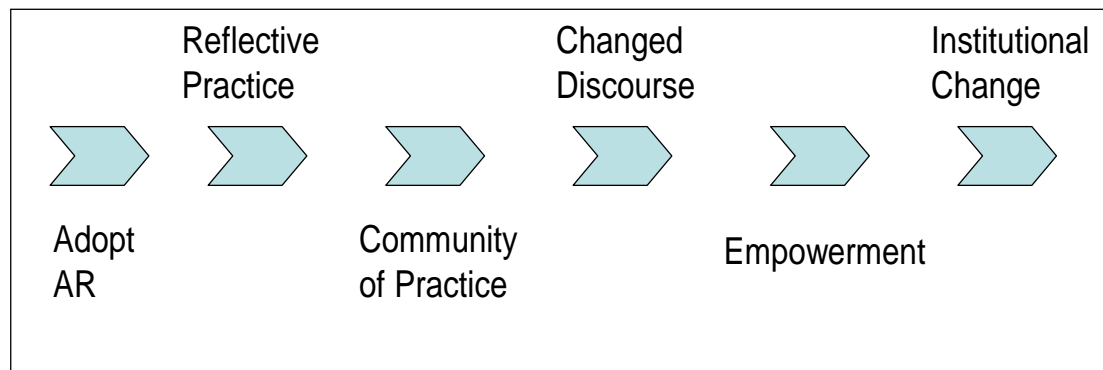 Reflective
Practice
Changed
Discourse
Institutional
Change
Adopt
AR
Community
of Practice
Empowerment